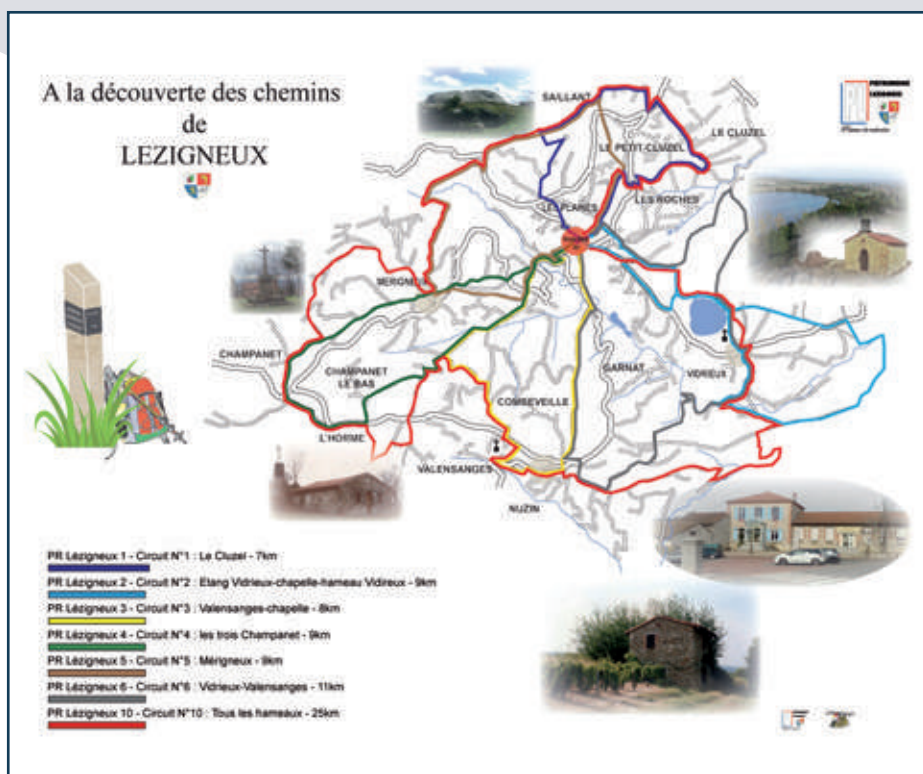 A la découverte des chemins
de
LEZIGNEUX
SAILLANT
LE CLUZEL
LE PETIT-CLUZEL
LES ROCHES
LES PLANES
MERIGNEUX
CHAMPANET
CHAMPANET
LE BAS
GARNAT
VIDRIEUX
COMBEVEILLE
L'HORME
VALENSANGES
NUZIN
PR Lézigneux 1 - Circuit N°1 : Le Cluzel - 7km
PR Lézigneux 2 - Circuit N°2 : Etang Vidrieux-chapelle-hameau Vidireux - 9km
PR Lézigneux 3 - Circuit N°3 : Valensanges-chapelle - 8km
PR Lézigneux 4 - Circuit N°4 : les trois Champanet - 9km
PR Lézigneux 5 - Circuit N°5 : Mérigneux - 9km
PR Lézigneux 6 - Circuit N°6 : Vidrieux-Valensanges - 11km
PR Lézigneux 10 - Circuit N°10 : Tous les hameaux - 25km